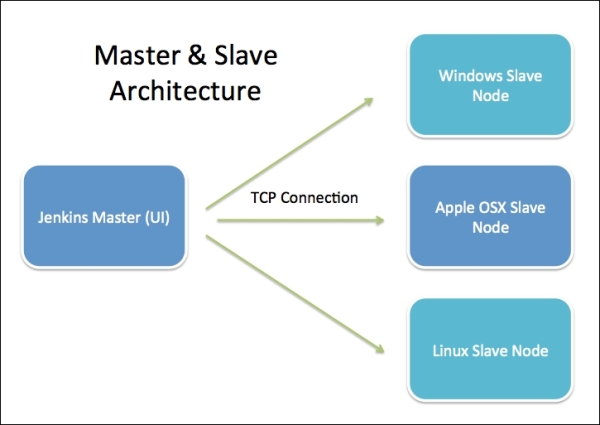 Master & Slave
Architecture
Windows Slave
Node
Jenkins Master (UI)
TCP Connection
Apple OSX Slave
Node
Linux Slave Node